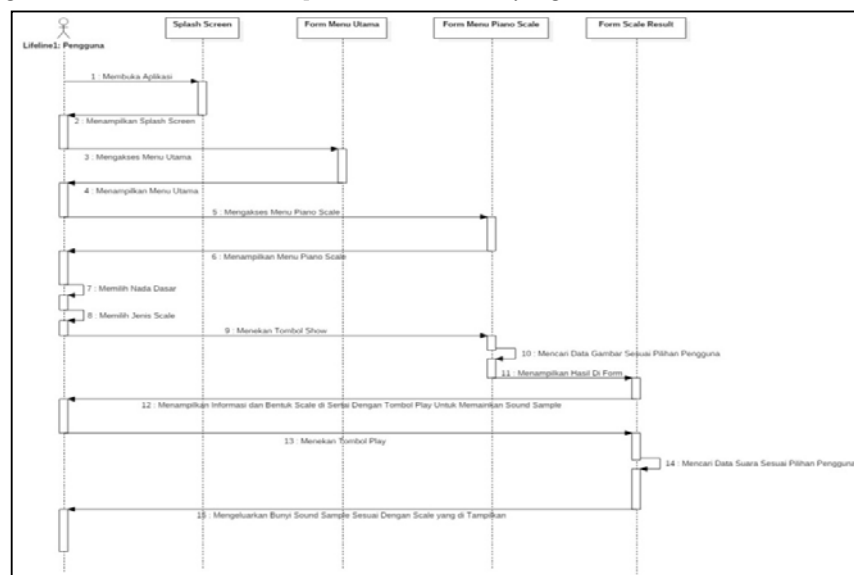 Splash Screen
Form Menu Utama
Form Menu Piano Scale
Form Scale Result
Lifeline1: Pengguna
1 : Membuka Aplikasi
2 : Menampilkan Splash Screen
3 : Mengakses Menu Utama
4 : Menampilkan Menu Utama
5 : Mengakses Menu Piano Scale
6 : Menampilkan Menu Piano Scale
7 : Memilih Nada Dasar
8 : Memilih Jenis Scale
9 : Menekan Tombol Show
10 : Mencari Data Gambar Sesuai Pilihan Pengguna
11 : Menampilkan Hasil Di Form
12 : Menampilkan Informasi dan Bentuk Scale di Sertai Dengan Tombol Play Untuk Memainkan Sound Sample
13 : Menekan Tombol Play
14 : Mencari Data Suara Sesuai Pilihan Pengguna
15 : Mengeluarkan Bunyi Sound Sample Sesuai Dengan Scale yang di Tampilkan